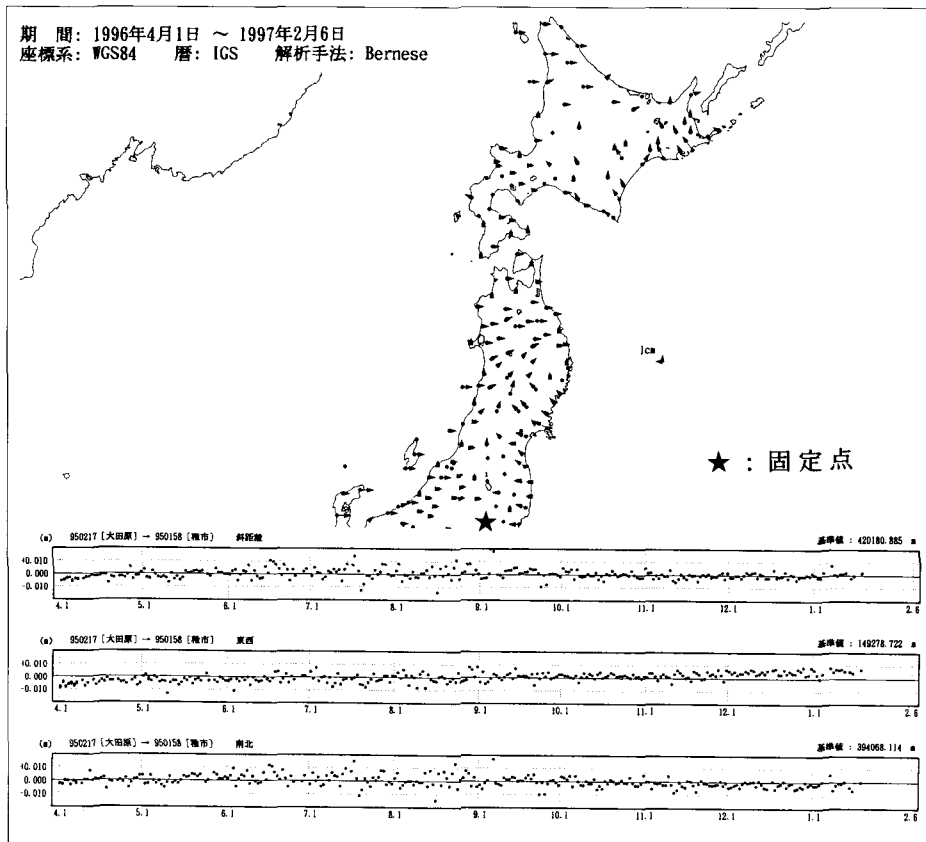 期 間: 1996年4月1日 ～ 1997年2月6日
座標系: WGS84 暦: IGS 解析手法: Bernese
1cm
★ : 固定点
(m) 950217 [大田原] → 950158 [種市] 斜距離 基準値 : 420180.885 m
+0.010
0.000
-0.010
4.1 5.1 6.1 7.1 8.1 9.1 10.1 11.1 12.1 1.1 2.6
(m) 950217 [大田原] → 950158 [種市] 東西 基準値 : 149278.722 m
+0.010
0.000
-0.010
4.1 5.1 6.1 7.1 8.1 9.1 10.1 11.1 12.1 1.1 2.6
(m) 950217 [大田原] → 950158 [種市] 南北 基準値 : 394068.114 m
+0.010
0.000
-0.010
4.1 5.1 6.1 7.1 8.1 9.1 10.1 11.1 12.1 1.1 2.6